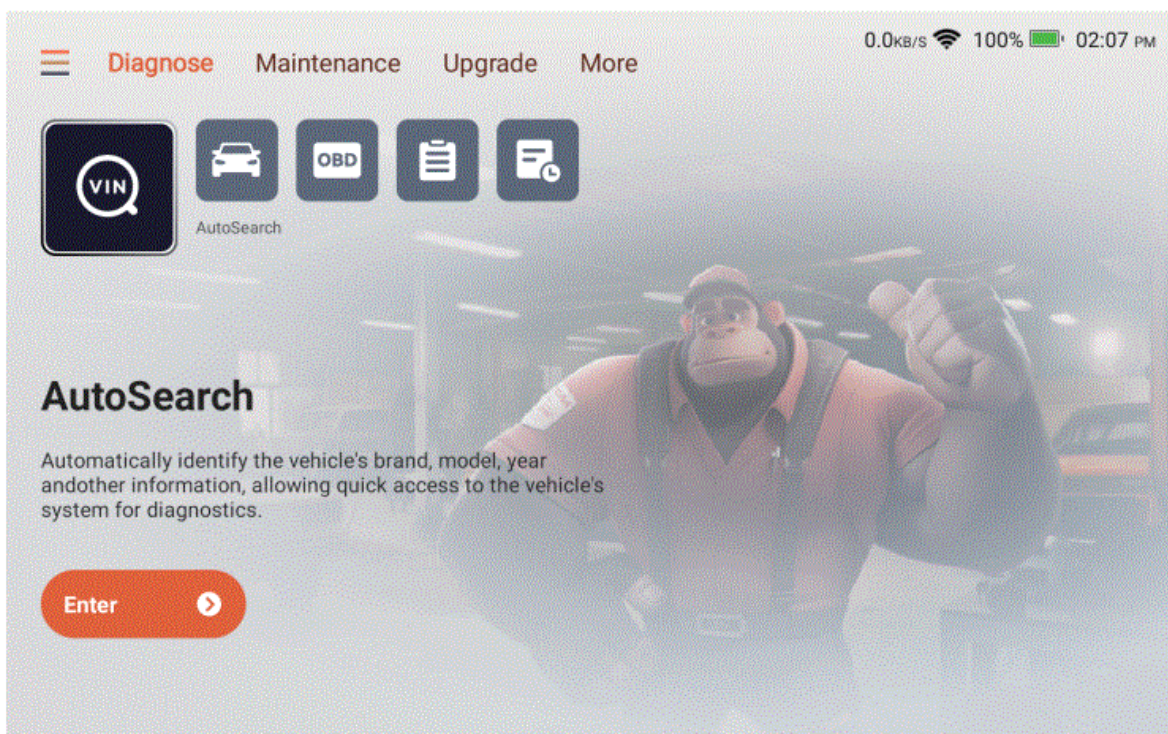 Diagnose Maintenance Upgrade More
0.0KB/S 100% 02:07 PM
VIN
OBD
AutoSearch
AutoSearch
Automatically identify the vehicle's brand, model, year
andother information, allowing quick access to the vehicle's
system for diagnostics.
Enter